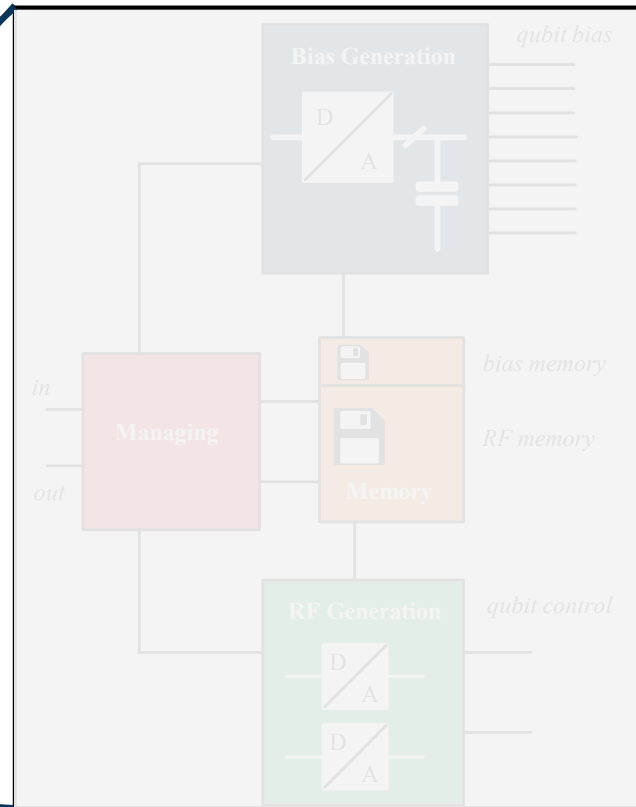 qubit bias
Bias Generation
D
A
bias memory
in
Managing
RF memory
out
Memory
RF Generation
qubit control
D
A
D
A